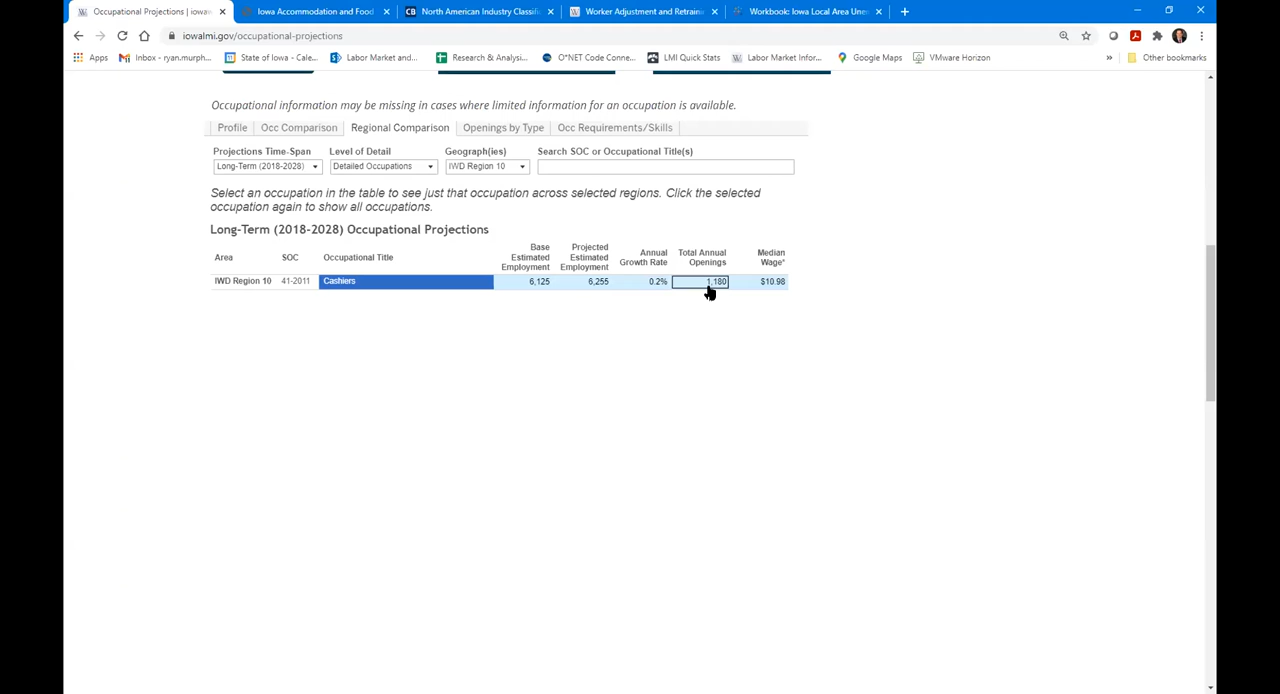 Occupational Projections | iowa
Iowa Accommodation and Food
North American Industry Classifi
Worker Adjustment and Retraini
Workbook: Iowa Local Area Une
iowalmi.gov/occupational-projections
Apps
Inbox - ryan.murph...
State of Iowa - Cale...
Labor Market and...
Research & Analysi...
O*NET Code Conne...
LMI Quick Stats
Labor Market Infor...
Google Maps
VMware Horizon
»
Other bookmarks
Occupational information may be missing in cases where limited information for an occupation is available.
Profile Occ Comparison Regional Comparison Openings by Type Occ Requirements/Skills
Projections Time-Span Level of Detail Geograph(ies) Search SOC or Occupational Title(s)
Long-Term (2018-2028) Detailed Occupations IWD Region 10
Select an occupation in the table to see just that occupation across selected regions. Click the selected
occupation again to show all occupations.
Long-Term (2018-2028) Occupational Projections
Area SOC Occupational Title Base Estimated Employment Projected Estimated Employment Annual Growth Rate Total Annual Openings Median Wage*
IWD Region 10 41-2011 Cashiers 6,125 6,255 0.2% 1,180 $10.98